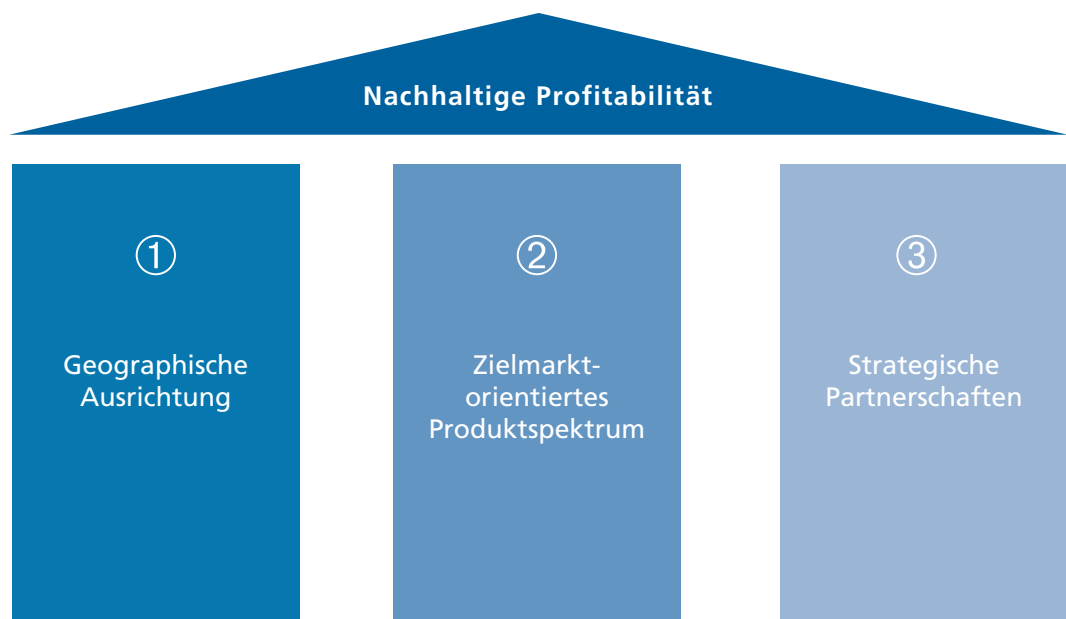 Nachhaltige Profitabilität
①
Geographische
Ausrichtung
②
Zielmarkt-
orientiertes
Produktspektrum
③
Strategische
Partnerschaften